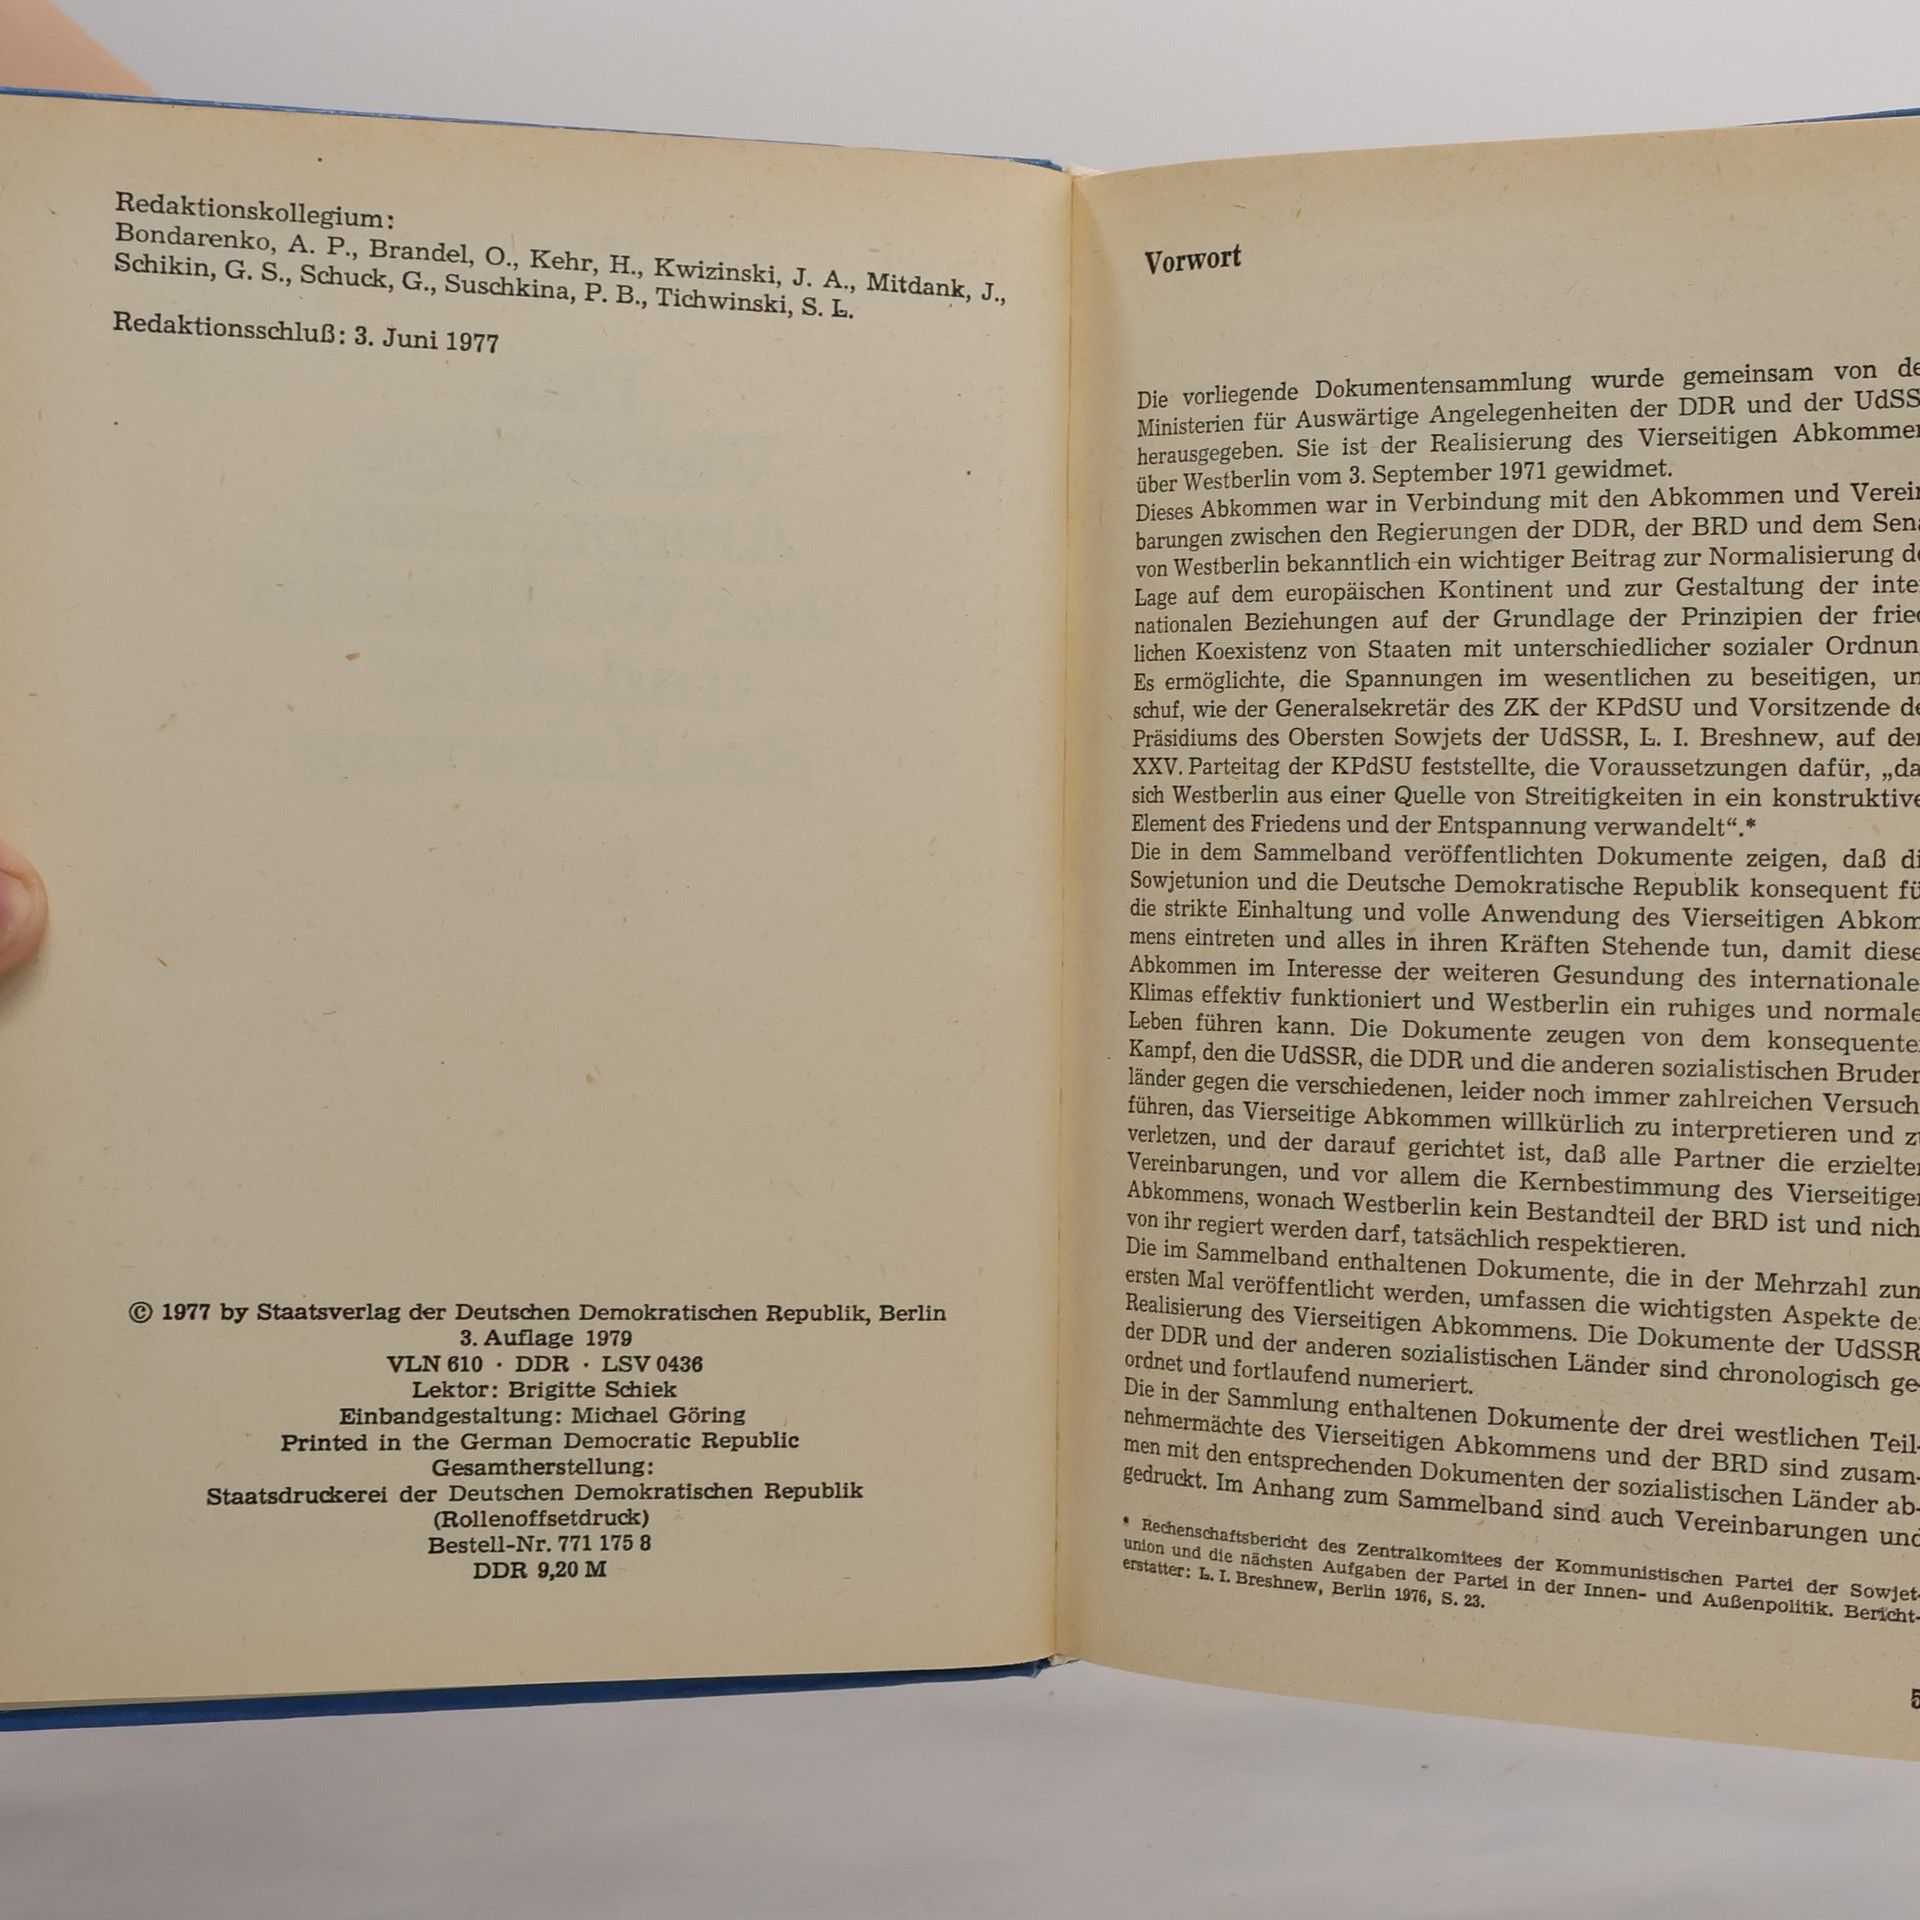 Redaktionskollegium:
Bondarenko, A. P., Brandel, O., Kehr, H., Kwizinski, J. A., Mitdank, J.,
Schikin, G. S., Schuck, G., Suschkina, P. B., Tichwinski, S. L.
Redaktionsschluß: 3. Juni 1977
© 1977 by Staatsverlag der Deutschen Demokratischen Republik, Berlin
3. Auflage 1979
VLN 610 · DDR · LSV 0436
Lektor: Brigitte Schiek
Einbandgestaltung: Michael Göring
Printed in the German Democratic Republic
Gesamtherstellung:
Staatsdruckerei der Deutschen Demokratischen Republik
(Rollenoffsetdruck)
Bestell-Nr. 771 175 8
DDR 9,20 M
Vorwort
Die vorliegende Dokumentensammlung wurde gemeinsam von de
Ministerien für Auswärtige Angelegenheiten der DDR und der UdSS
herausgegeben. Sie ist der Realisierung des Vierseitigen Abkommen
über Westberlin vom 3. September 1971 gewidmet.
Dieses Abkommen war in Verbindung mit den Abkommen und Verein
barungen zwischen den Regierungen der DDR, der BRD und dem Sena
von Westberlin bekanntlich ein wichtiger Beitrag zur Normalisierung de
Lage auf dem europäischen Kontinent und zur Gestaltung der inter
nationalen Beziehungen auf der Grundlage der Prinzipien der fried
lichen Koexistenz von Staaten mit unterschiedlicher sozialer Ordnun
Es ermöglichte, die Spannungen im wesentlichen zu beseitigen, un
schuf, wie der Generalsekretär des ZK der KPdSU und Vorsitzende de
Präsidiums des Obersten Sowjets der UdSSR, L. I. Breshnew, auf dem
XXV. Parteitag der KPdSU feststellte, die Voraussetzungen dafür, „da
sich Westberlin aus einer Quelle von Streitigkeiten in ein konstruktive
Element des Friedens und der Entspannung verwandelt“.*
Die in dem Sammelband veröffentlichten Dokumente zeigen, daß di
Sowjetunion und die Deutsche Demokratische Republik konsequent fü
die strikte Einhaltung und volle Anwendung des Vierseitigen Abkom
mens eintreten und alles in ihren Kräften Stehende tun, damit diese
Abkommen im Interesse der weiteren Gesundung des internationale
Klimas effektiv funktioniert und Westberlin ein ruhiges und normale
Leben führen kann. Die Dokumente zeugen von dem konsequente
Kampf, den die UdSSR, die DDR und die anderen sozialistischen Bruder
länder gegen die verschiedenen, leider noch immer zahlreichen Versuch
führen, das Vierseitige Abkommen willkürlich zu interpretieren und zu
verletzen, und der darauf gerichtet ist, daß alle Partner die erzielten
Vereinbarungen, und vor allem die Kernbestimmung des Vierseitigen
Abkommens, wonach Westberlin kein Bestandteil der BRD ist und nich
von ihr regiert werden darf, tatsächlich respektieren.
Die im Sammelband enthaltenen Dokumente, die in der Mehrzahl zum
ersten Mal veröffentlicht werden, umfassen die wichtigsten Aspekte der
Realisierung des Vierseitigen Abkommens. Die Dokumente der UdSSR
der DDR und der anderen sozialistischen Länder sind chronologisch ge-
ordnet und fortlaufend numeriert.
Die in der Sammlung enthaltenen Dokumente der drei westlichen Teil-
nehmermächte des Vierseitigen Abkommens und der BRD sind zusam-
men mit den entsprechenden Dokumenten der sozialistischen Länder ab-
gedruckt. Im Anhang zum Sammelband sind auch Vereinbarungen und
* Rechenschaftsbericht des Zentralkomitees der Kommunistischen Partei der Sowjet-
union und die nächsten Aufgaben der Partei in der Innen- und Außenpolitik. Bericht-
erstatter: L. I. Breshnew, Berlin 1976, S. 23.
5